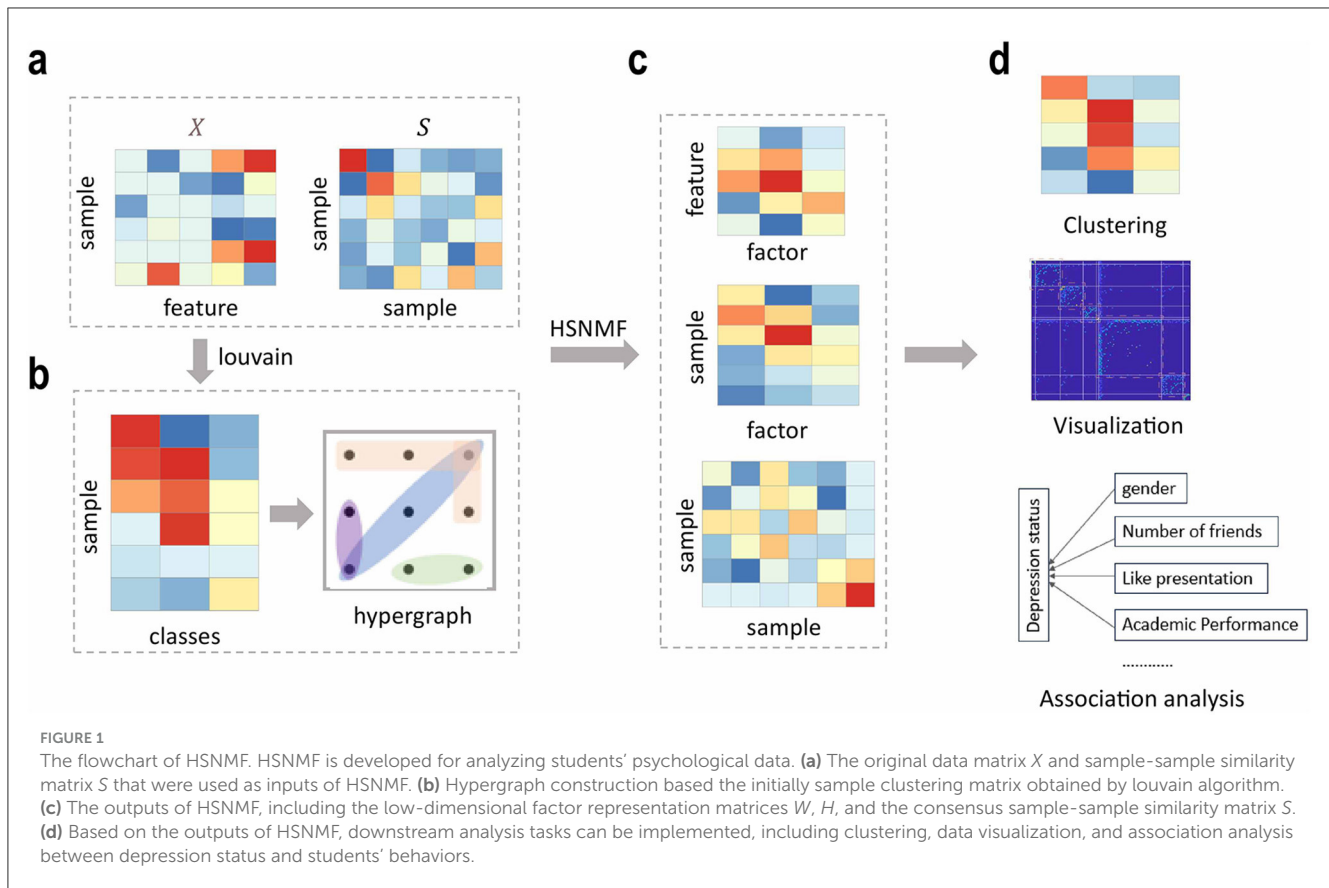 a
X
S
sample
feature
sample
sample
louvain
b
sample
classes
hypergraph
HSNMF
c
feature
factor
sample
factor
sample
sample
d
Clustering
Visualization
Depression status
gender
Number of friends
Like presentation
Academic Performance
............
Association analysis
FIGURE 1
The flowchart of HSNMF. HSNMF is developed for analyzing students’ psychological data. (a) The original data matrix X and sample-sample similarity
matrix S that were used as inputs of HSNMF. (b) Hypergraph construction based the initially sample clustering matrix obtained by louvain algorithm.
(c) The outputs of HSNMF, including the low-dimensional factor representation matrices W, H, and the consensus sample-sample similarity matrix S.
(d) Based on the outputs of HSNMF, downstream analysis tasks can be implemented, including clustering, data visualization, and association analysis
between depression status and students’ behaviors.